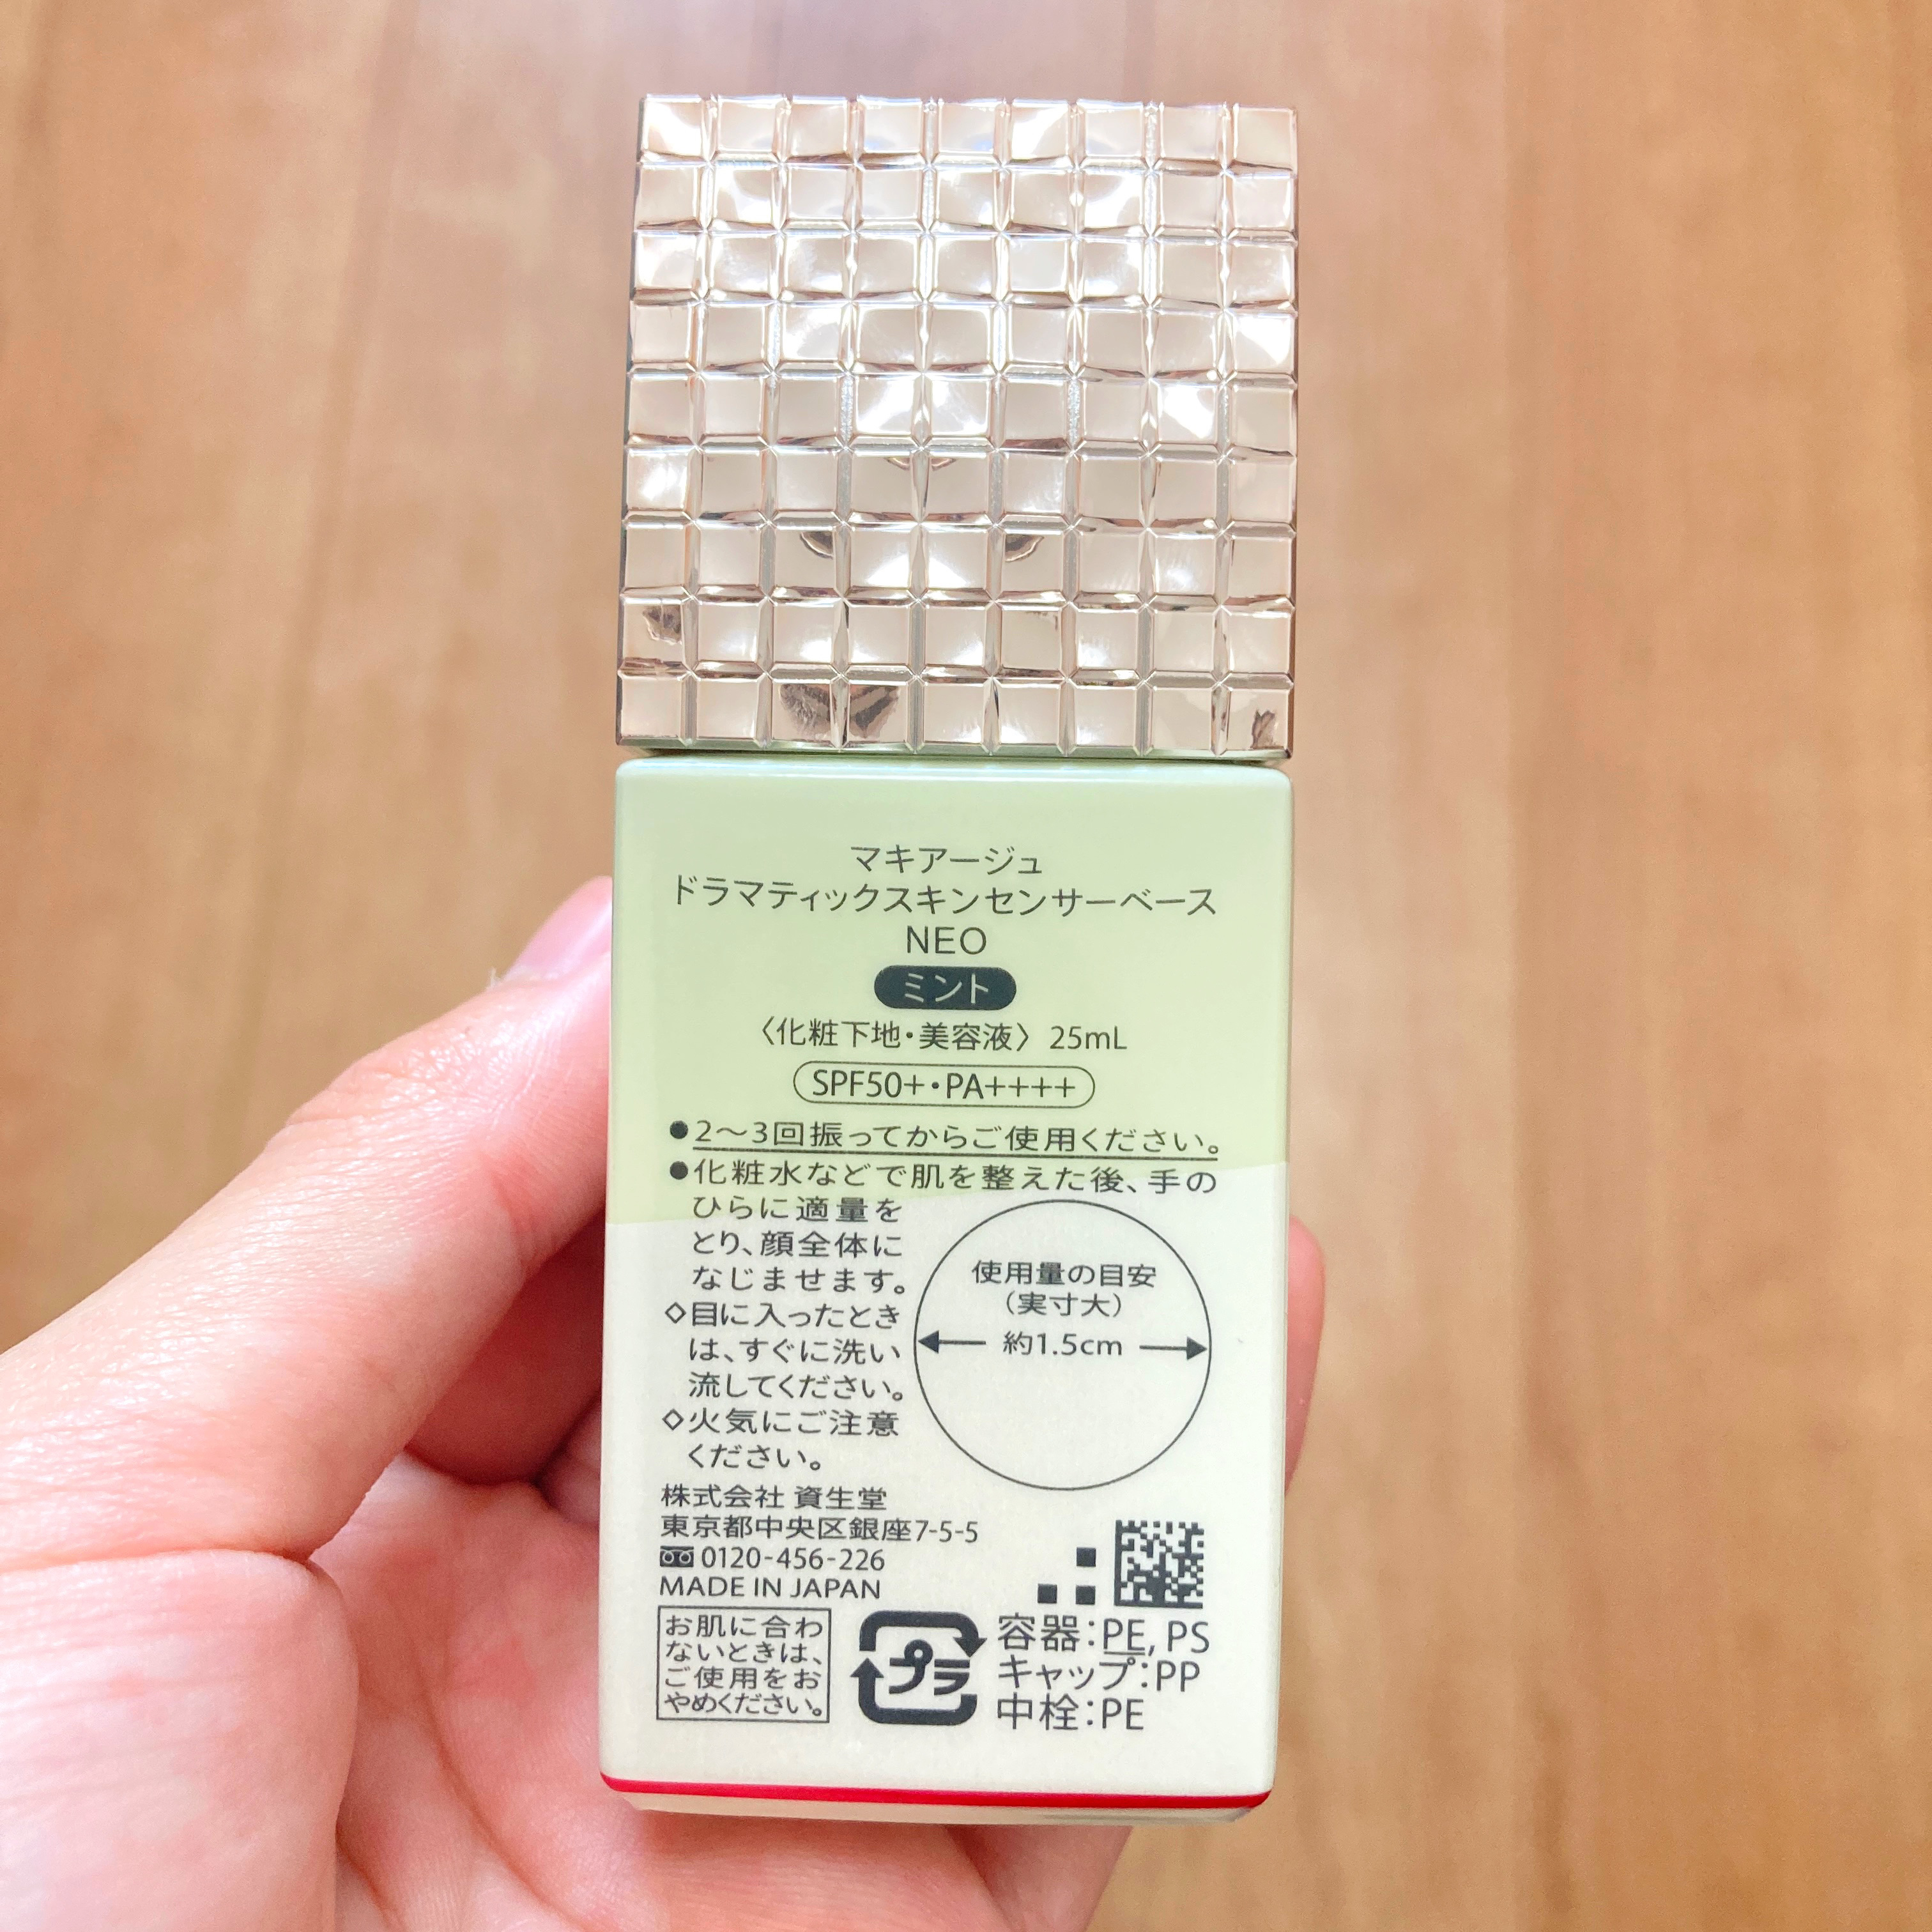 マキアージュ
ドラマティックスキンセンサーベース
NEO
ミント
〈化粧下地・美容液〉 25mL
SPF50+・PA++++
●2〜3回振ってからご使用ください。
●化粧水などで肌を整えた後、手の
ひらに適量を
とり、顔全体に
なじませます。
◇目に入ったとき
は、すぐに洗い
流してください。
◇火気にご注意
ください。
使用量の目安
（実寸大）
約1.5cm
株式会社 資生堂
東京都中央区銀座7-5-5
0120-456-226
MADE IN JAPAN
お肌に合わ
ないときは、
ご使用をお
やめください。
プラ
容器：PE, PS
キャップ：PP
中栓：PE